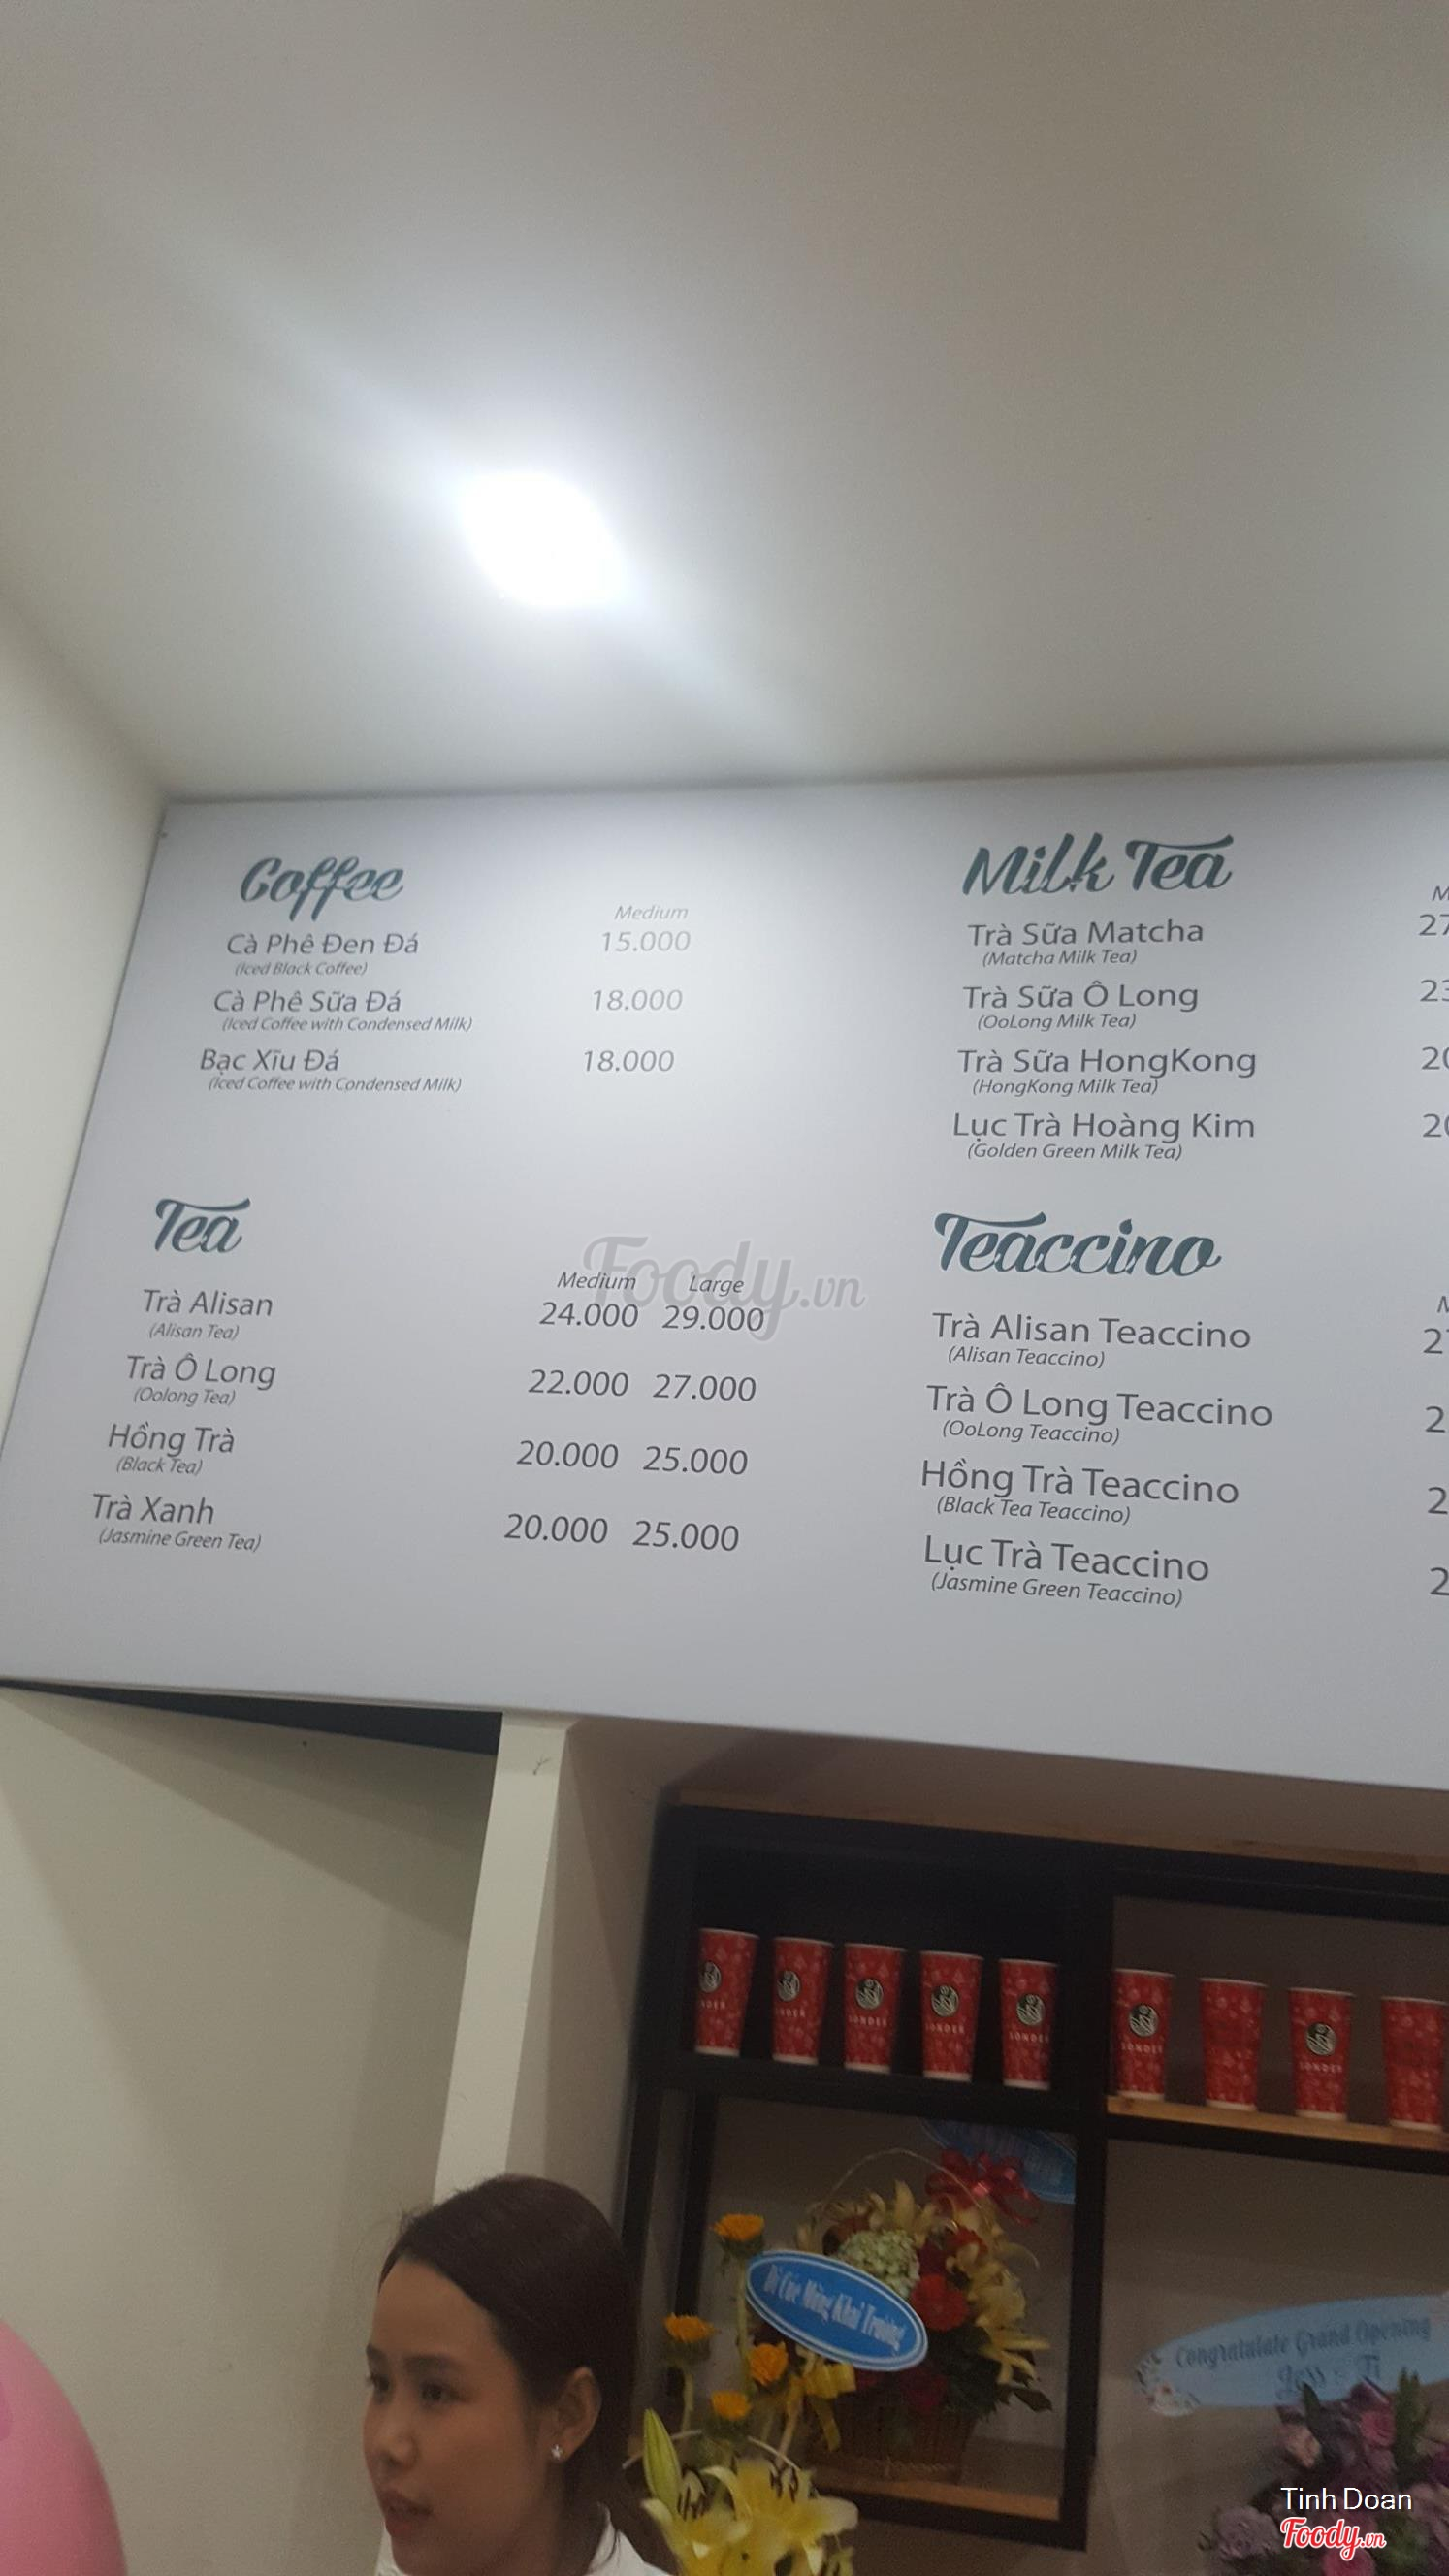 Coffee
Medium
Cà Phê Đen Đá 15.000
(Iced Black Coffee)
Cà Phê Sữa Đá 18.000
(Iced Coffee with Condensed Milk)
Bạc Xĩu Đá 18.000
(Iced Coffee with Condensed Milk)
Tea
Medium Large
Trà Alisan 24.000 29.000
(Alisan Tea)
Trà Ô Long 22.000 27.000
(Oolong Tea)
Hồng Trà 20.000 25.000
(Black Tea)
Trà Xanh 20.000 25.000
(Jasmine Green Tea)
Milk Tea
Trà Sữa Matcha
(Matcha Milk Tea)
Trà Sữa Ô Long
(OoLong Milk Tea)
Trà Sữa HongKong
(HongKong Milk Tea)
Lục Trà Hoàng Kim
(Golden Green Milk Tea)
Teaccino
Trà Alisan Teaccino
(Alisan Teaccino)
Trà Ô Long Teaccino
(OoLong Teaccino)
Hồng Trà Teaccino
(Black Tea Teaccino)
Lục Trà Teaccino
(Jasmine Green Teaccino)
Foody.vn
Congratulate Grand Opening
Tinh Doan
Foody.vn